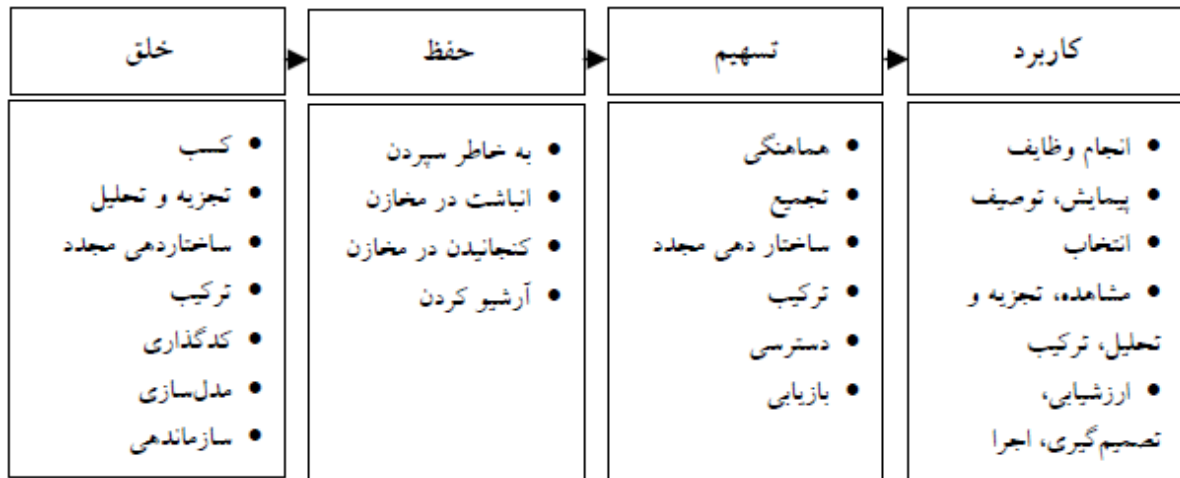 خلق
کسب
تجزیه و تحلیل
ساختاردهی مجدد
ترکیب
کدگذاری
مدل‌سازی
سازماندهی
حفظ
به خاطر سپردن
انباشت در مخازن
کنجانیدن در مخازن
آرشیو کردن
تسهیم
هماهنگی
تجمیع
ساختار دهی مجدد
ترکیب
دسترسی
بازیابی
کاربرد
انجام وظایف
پیمایش، توصیف
انتخاب
مشاهده، تجزیه و
تحلیل، ترکیب
ارزشیابی،
تصمیم‌گیری، اجرا